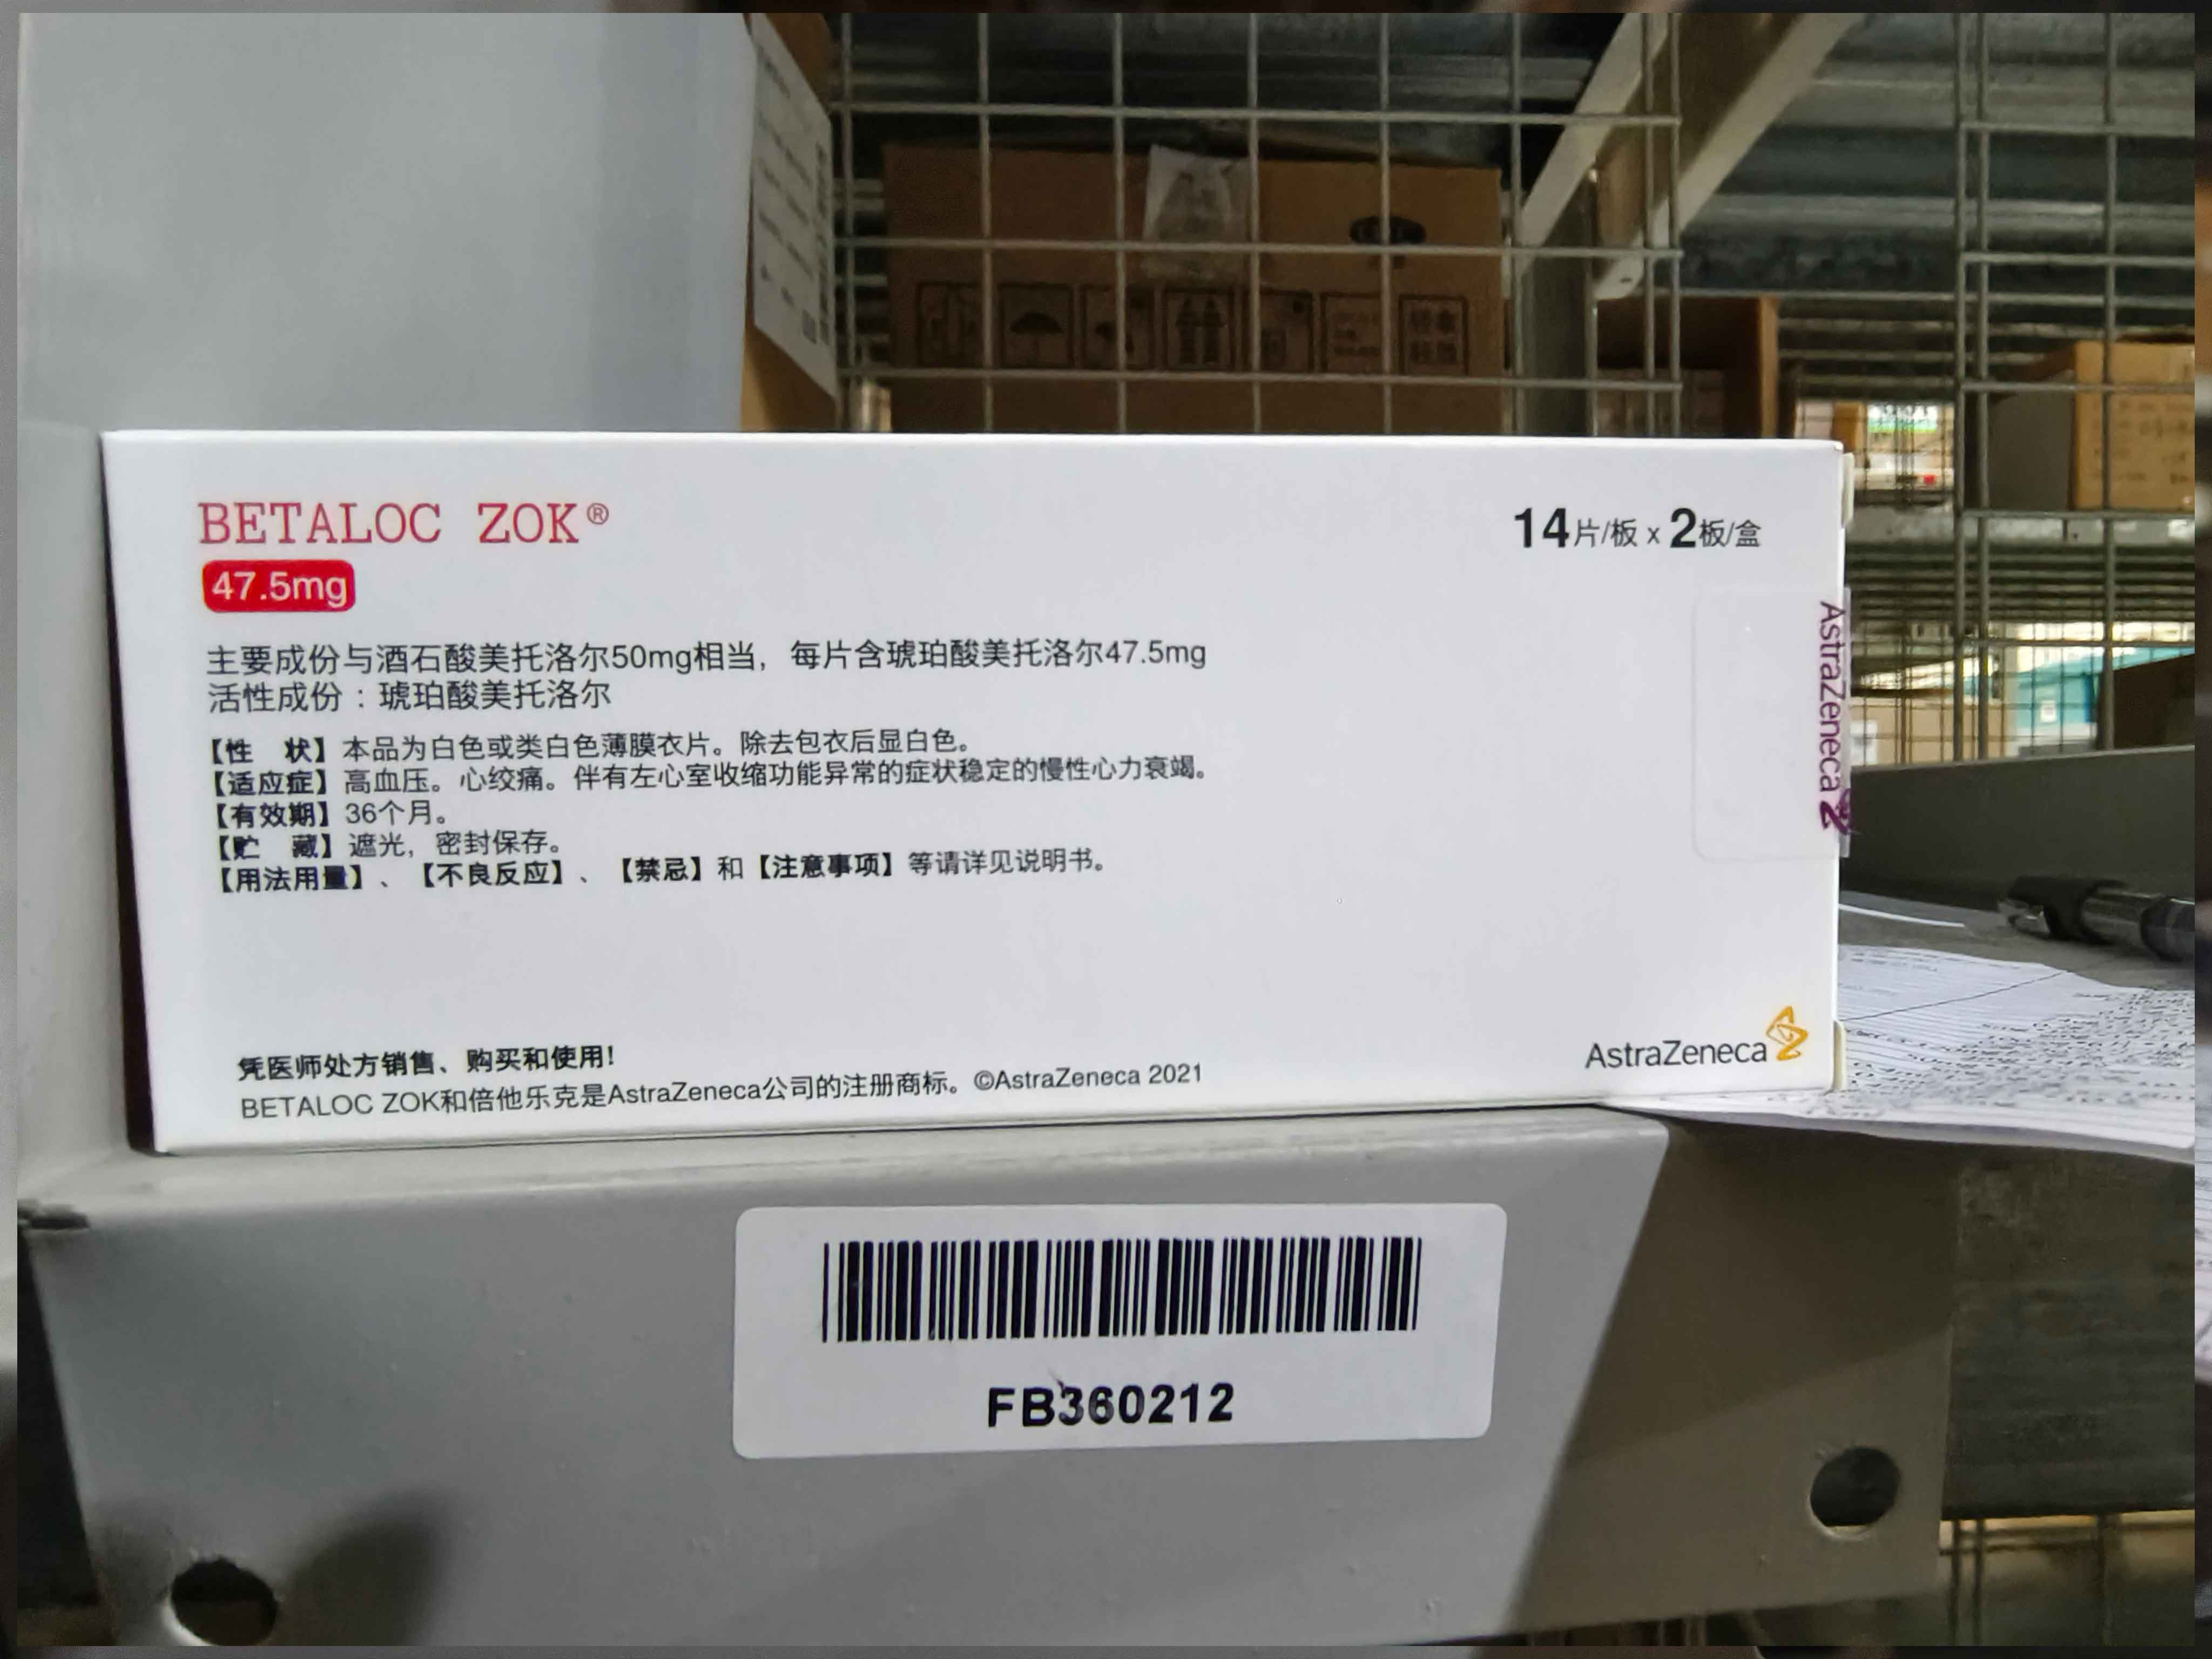 BETALOC ZOK®
14片/板 x 2板/盒
47.5mg
主要成份与酒石酸美托洛尔50mg相当，每片含琥珀酸美托洛尔47.5mg
活性成份：琥珀酸美托洛尔
【性　状】本品为白色或类白色薄膜衣片。除去包衣后显白色。
【适应症】高血压。心绞痛。伴有左心室收缩功能异常的症状稳定的慢性心力衰竭。
【有效期】36个月。
【贮　藏】遮光，密封保存。
【用法用量】、【不良反应】、【禁忌】和【注意事项】等请详见说明书。
AstraZeneca
凭医师处方销售、购买和使用!
BETALOC ZOK和倍他乐克是AstraZeneca公司的注册商标。©AstraZeneca 2021
AstraZeneca
FB360212